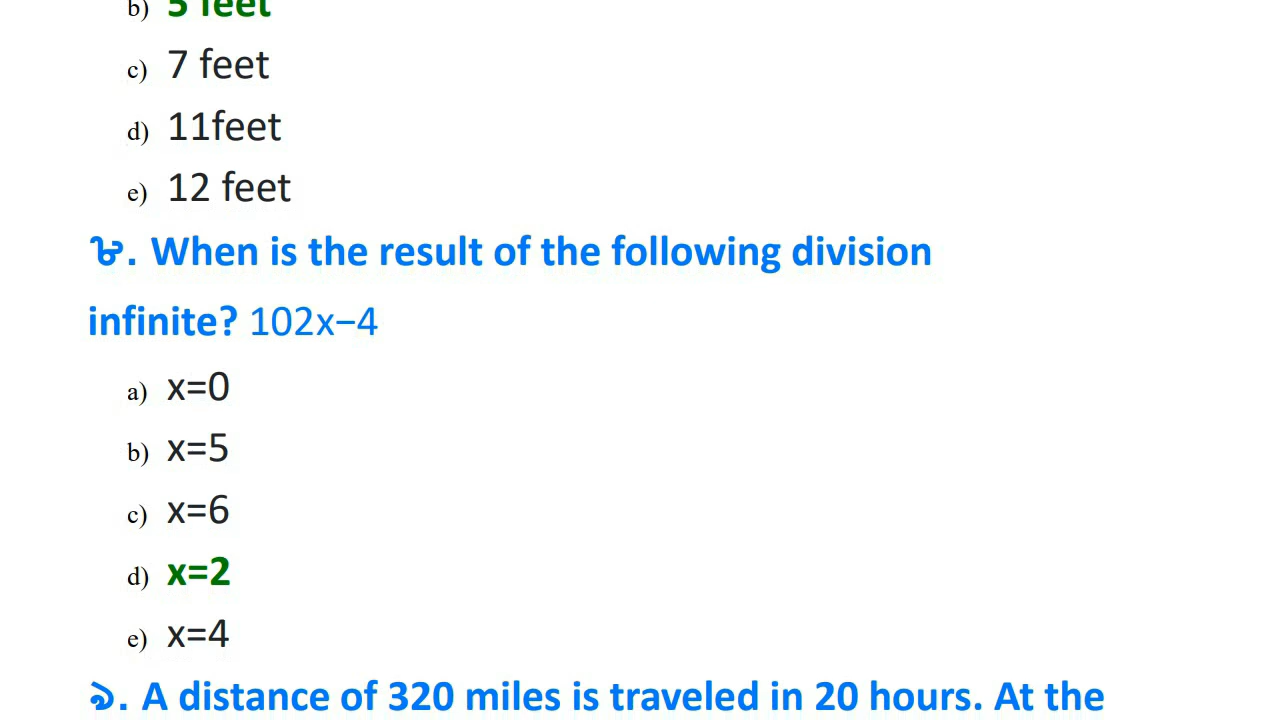 b) 5 feet
c) 7 feet
d) 11feet
e) 12 feet
৮. When is the result of the following division
infinite? 102x−4
a) x=0
b) x=5
c) x=6
d) x=2
e) x=4
৯. A distance of 320 miles is traveled in 20 hours. At the